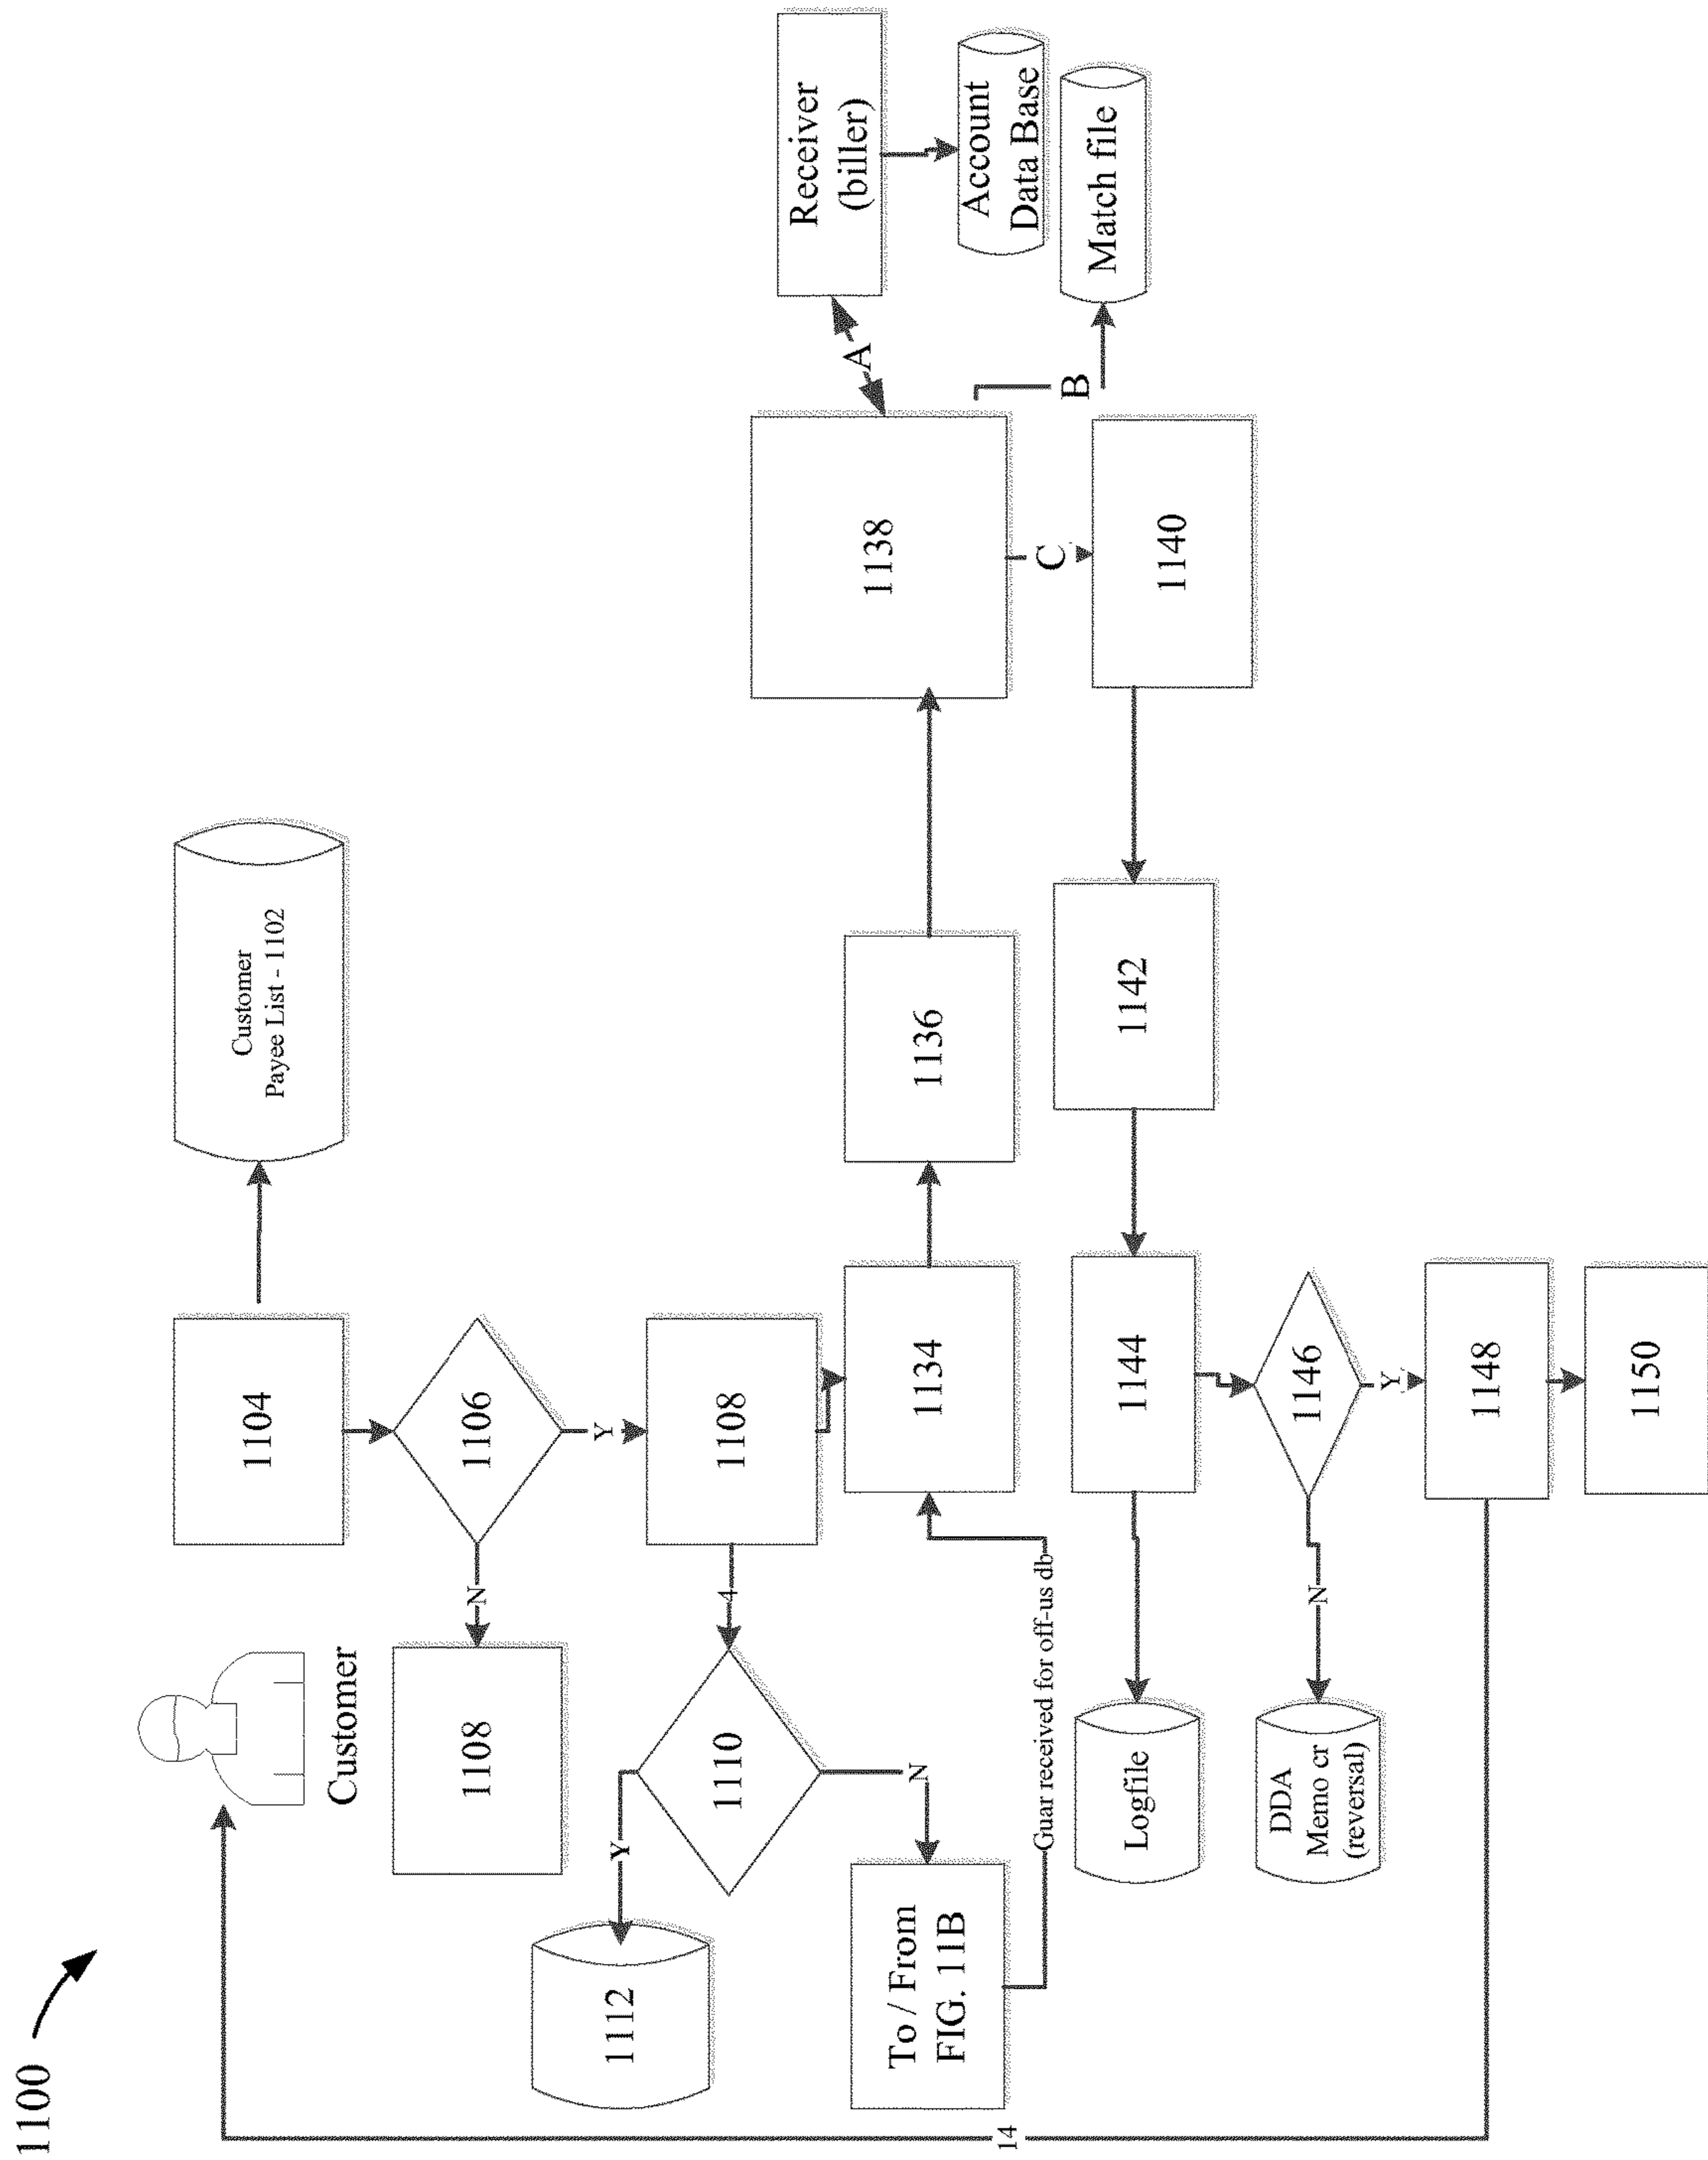 1100
Customer
1104
Customer
Payee List - 1102
1106
N
Y
1108
1108
4
1110
Y
N
1112
To / From
FIG. 11B
Guar received for off-us db
1134
1136
1138
A
Receiver
(biller)
Account
Data Base
B
Match file
C
1140
1142
1144
Logfile
1146
N
DDA
Memo cr
(reversal)
Y
1148
14
1150